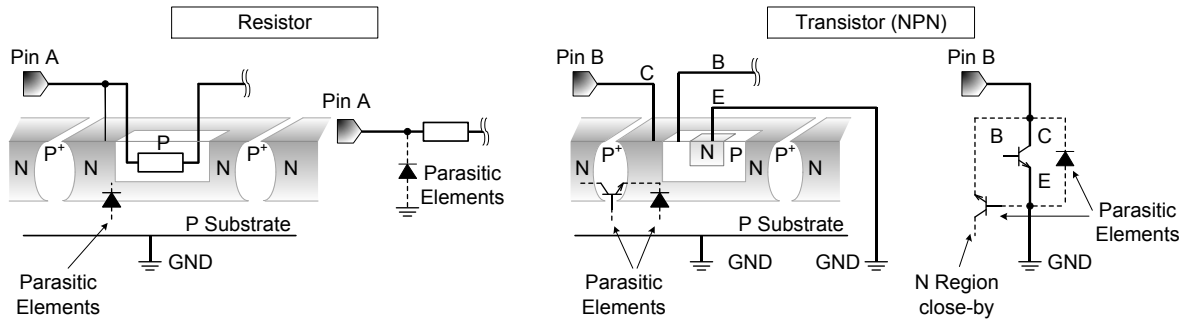 Resistor
Transistor (NPN)
Pin A
Pin A
P
N
P+
N
N
P+
N
Parasitic
Elements
P Substrate
GND
Parasitic
Elements
Pin B
C
B
E
N
P+
N
N
P
P+
N
P Substrate
GND
GND
Parasitic
Elements
Pin B
B
C
E
Parasitic
Elements
GND
N Region
close-by